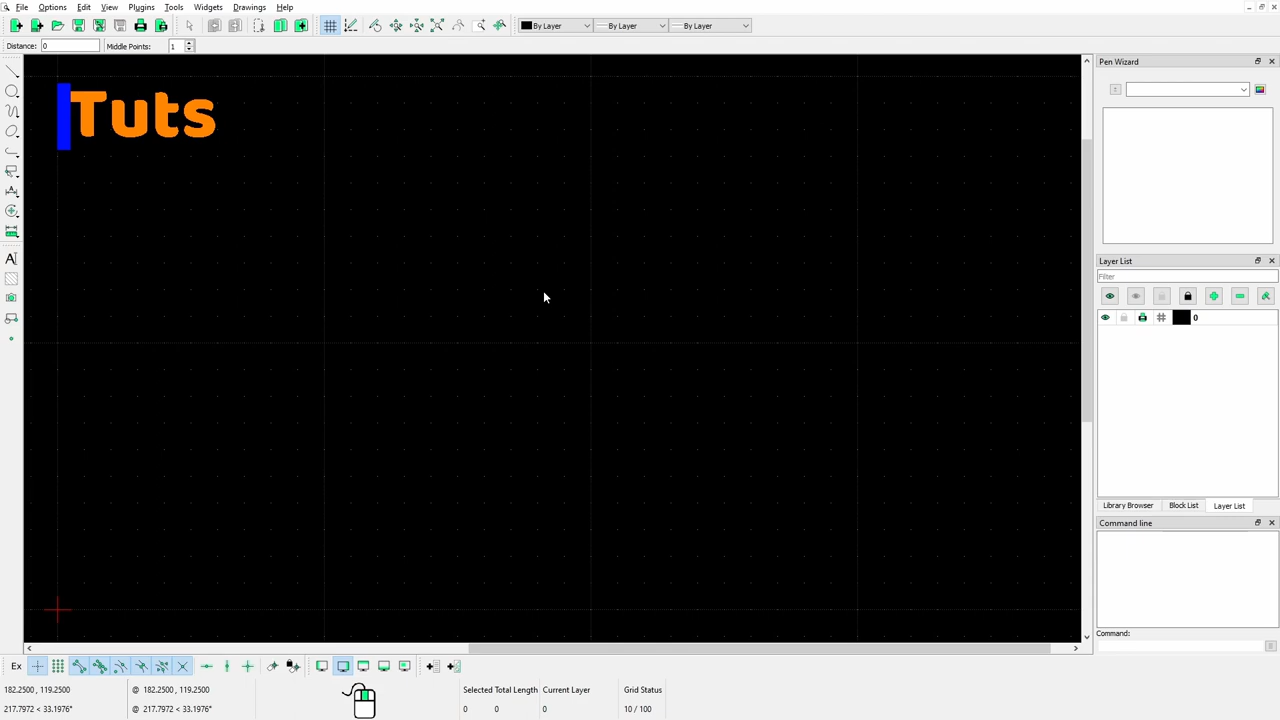 File Options Edit View Plugins Tools Widgets Drawings Help
By Layer By Layer By Layer
Distance: 0 Middle Points: 1
Tuts
Pen Wizard
Layer List
Filter
0
Library Browser Block List Layer List
Command line
Command:
Ex
182.2500 , 119.2500 @ 182.2500 , 119.2500 Selected Total Length Current Layer Grid Status
217.7972 < 33.1976° @ 217.7972 < 33.1976° 0 0 0 10 / 100